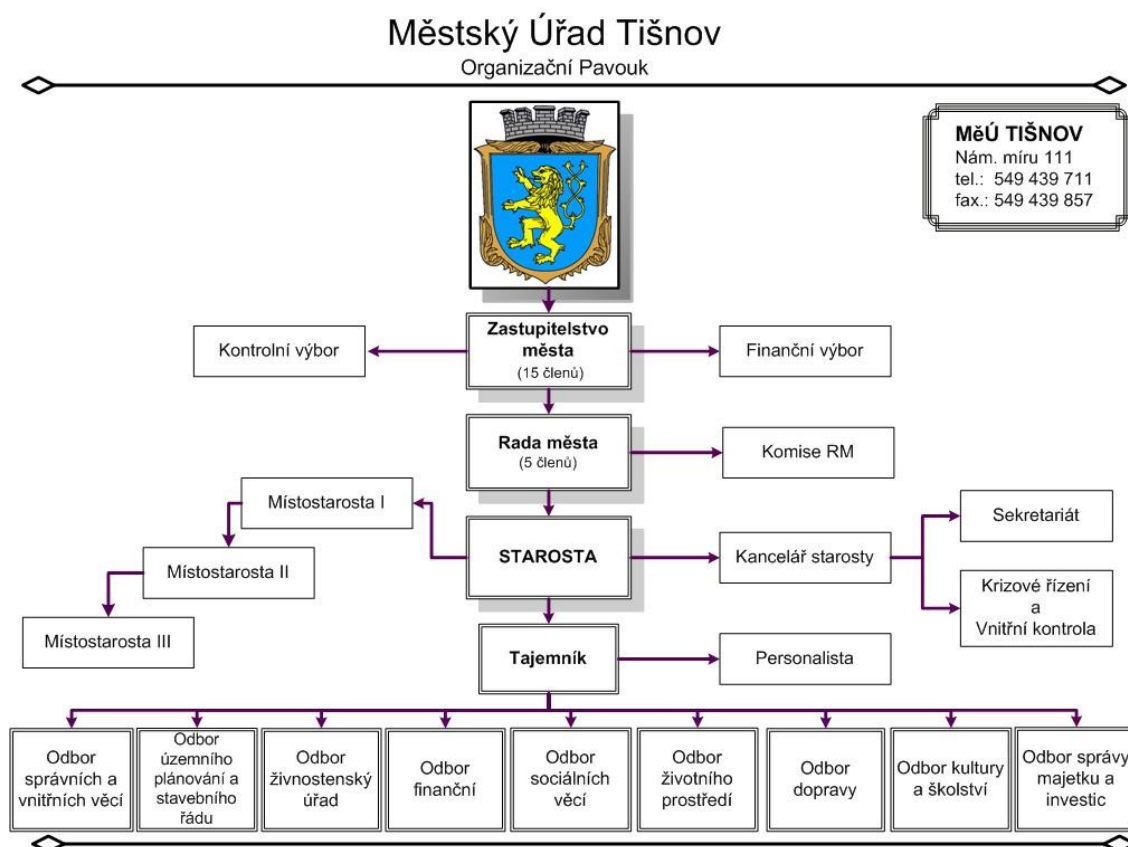 Městský Úřad Tišnov
Organizační Pavouk
MěÚ TIŠNOV
Nám. míru 111
tel.: 549 439 711
fax.: 549 439 857
Kontrolní výbor
Zastupitelstvo
města
(15 členů)
Finanční výbor
Rada města
(5 členů)
Komise RM
Místostarosta I
Místostarosta II
Místostarosta III
STAROSTA
Kancelář starosty
Sekretariát
Krizové řízení
a
Vnitřní kontrola
Tajemník
Personalista
Odbor
správních a
vnitřních věcí
Odbor
územního
plánování a
stavebního
řádu
Odbor
živnostenský
úřad
Odbor
finanční
Odbor
sociálních
věcí
Odbor
životního
prostředí
Odbor
dopravy
Odbor kultury
a školství
Odbor správy
majetku a
investic